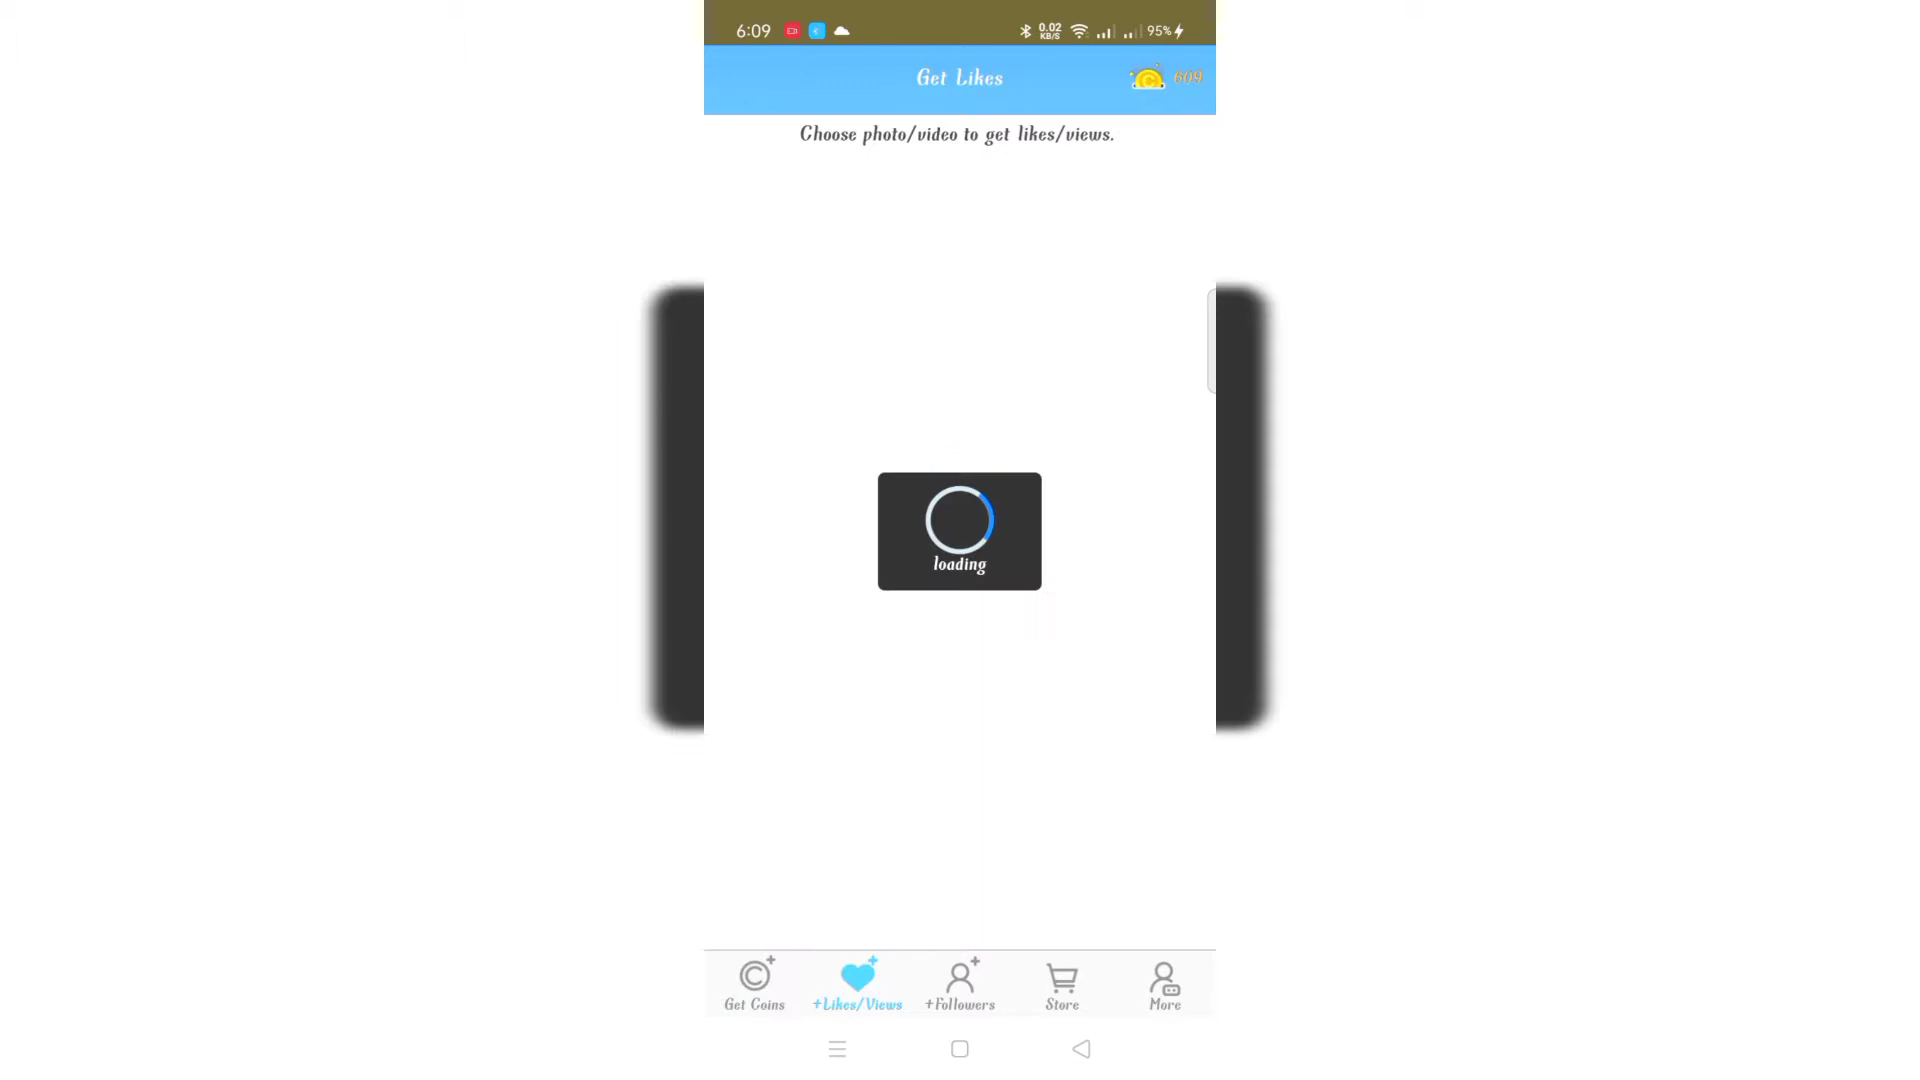 6:09
0.02
KB/S
95%
Get Likes
609
Choose photo/video to get likes/views.
loading
Get Coins
+Likes/Views
+Followers
Store
More